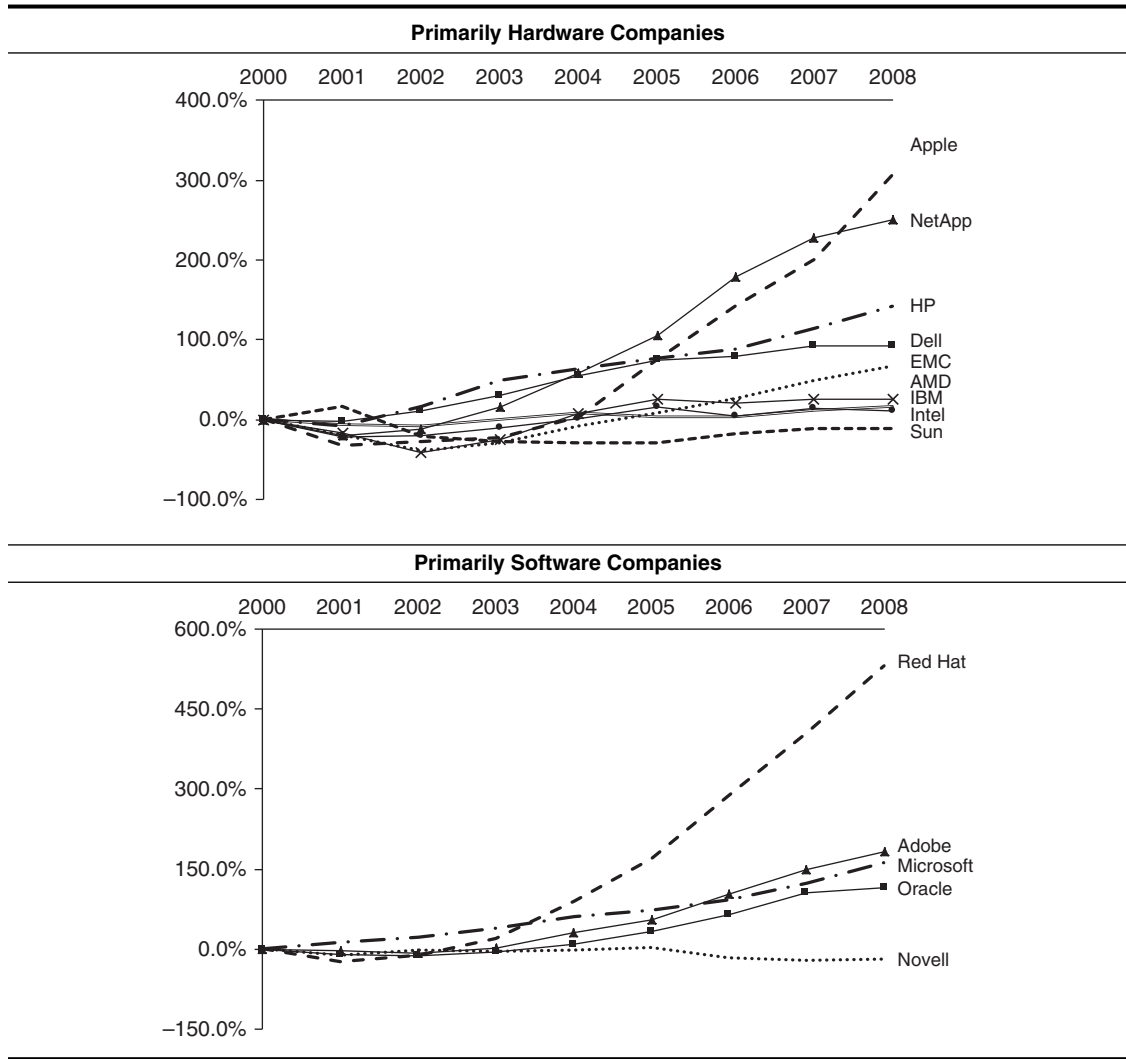 Primarily Hardware Companies
2000 2001 2002 2003 2004 2005 2006 2007 2008
400.0%
Apple
300.0%
NetApp
200.0%
HP
100.0%
Dell
EMC
AMD
IBM
0.0%
Intel
Sun
–100.0%
Primarily Software Companies
2000 2001 2002 2003 2004 2005 2006 2007 2008
600.0%
Red Hat
450.0%
300.0%
Adobe
150.0%
Microsoft
Oracle
0.0%
Novell
–150.0%